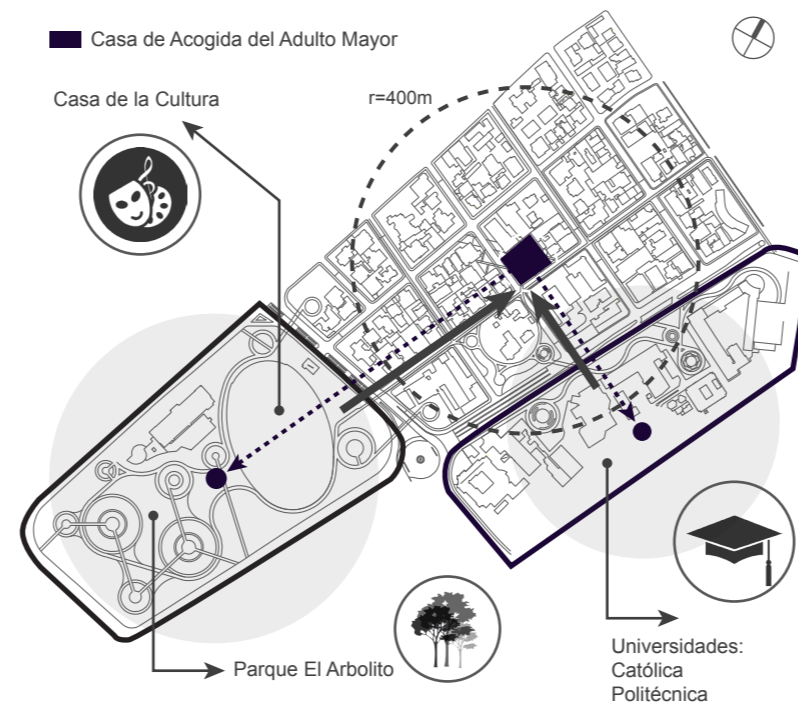 Casa de Acogida del Adulto Mayor
Casa de la Cultura
r=400m
Parque El Arbolito
Universidades:
Católica
Politécnica